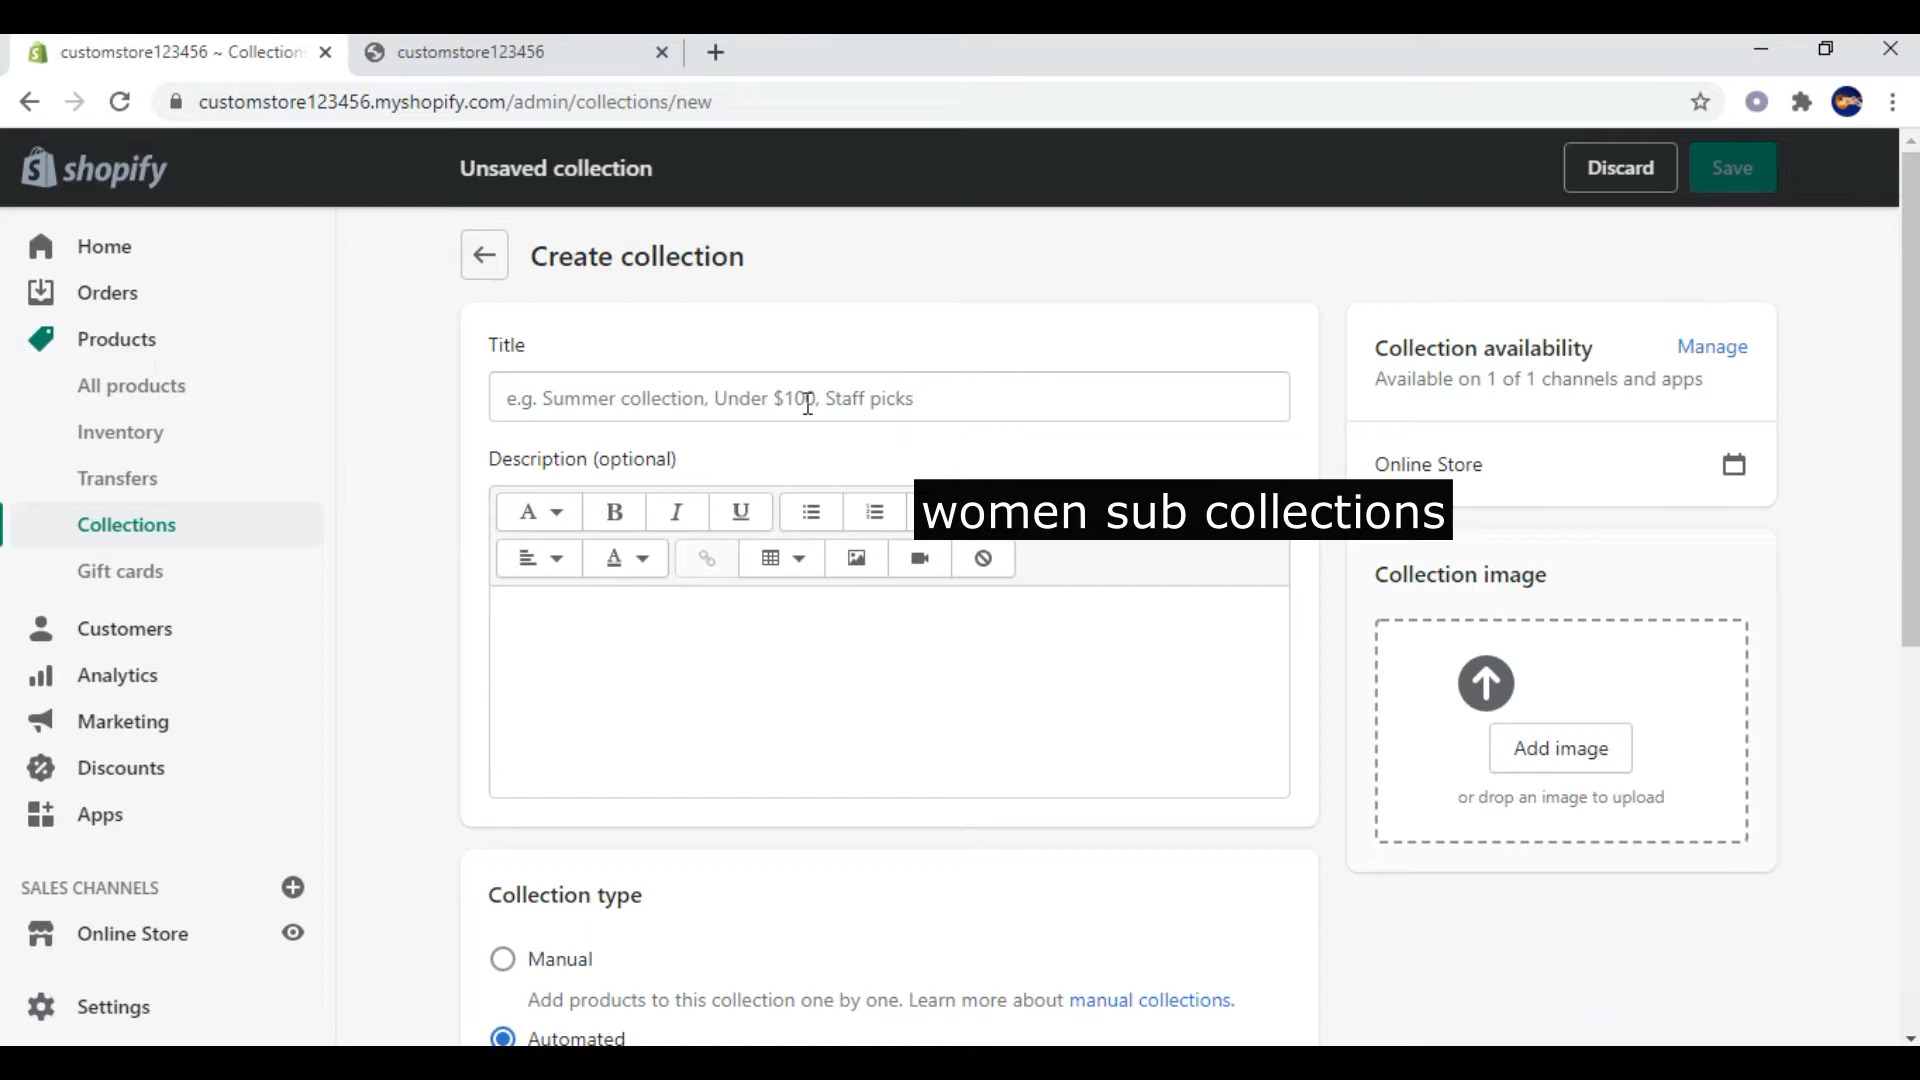 customstore123456 ~ Collection
customstore123456
customstore123456.myshopify.com/admin/collections/new
shopify
Unsaved collection
Discard
Save
Home
Orders
Products
All products
Inventory
Transfers
Collections
Gift cards
Customers
Analytics
Marketing
Discounts
Apps
SALES CHANNELS
Online Store
Settings
Create collection
Title
e.g. Summer collection, Under $100, Staff picks
Description (optional)
A
B
I
U
A
women sub collections
Collection type
Manual
Add products to this collection one by one. Learn more about manual collections.
Automated
Collection availability
Manage
Available on 1 of 1 channels and apps
Online Store
Collection image
Add image
or drop an image to upload